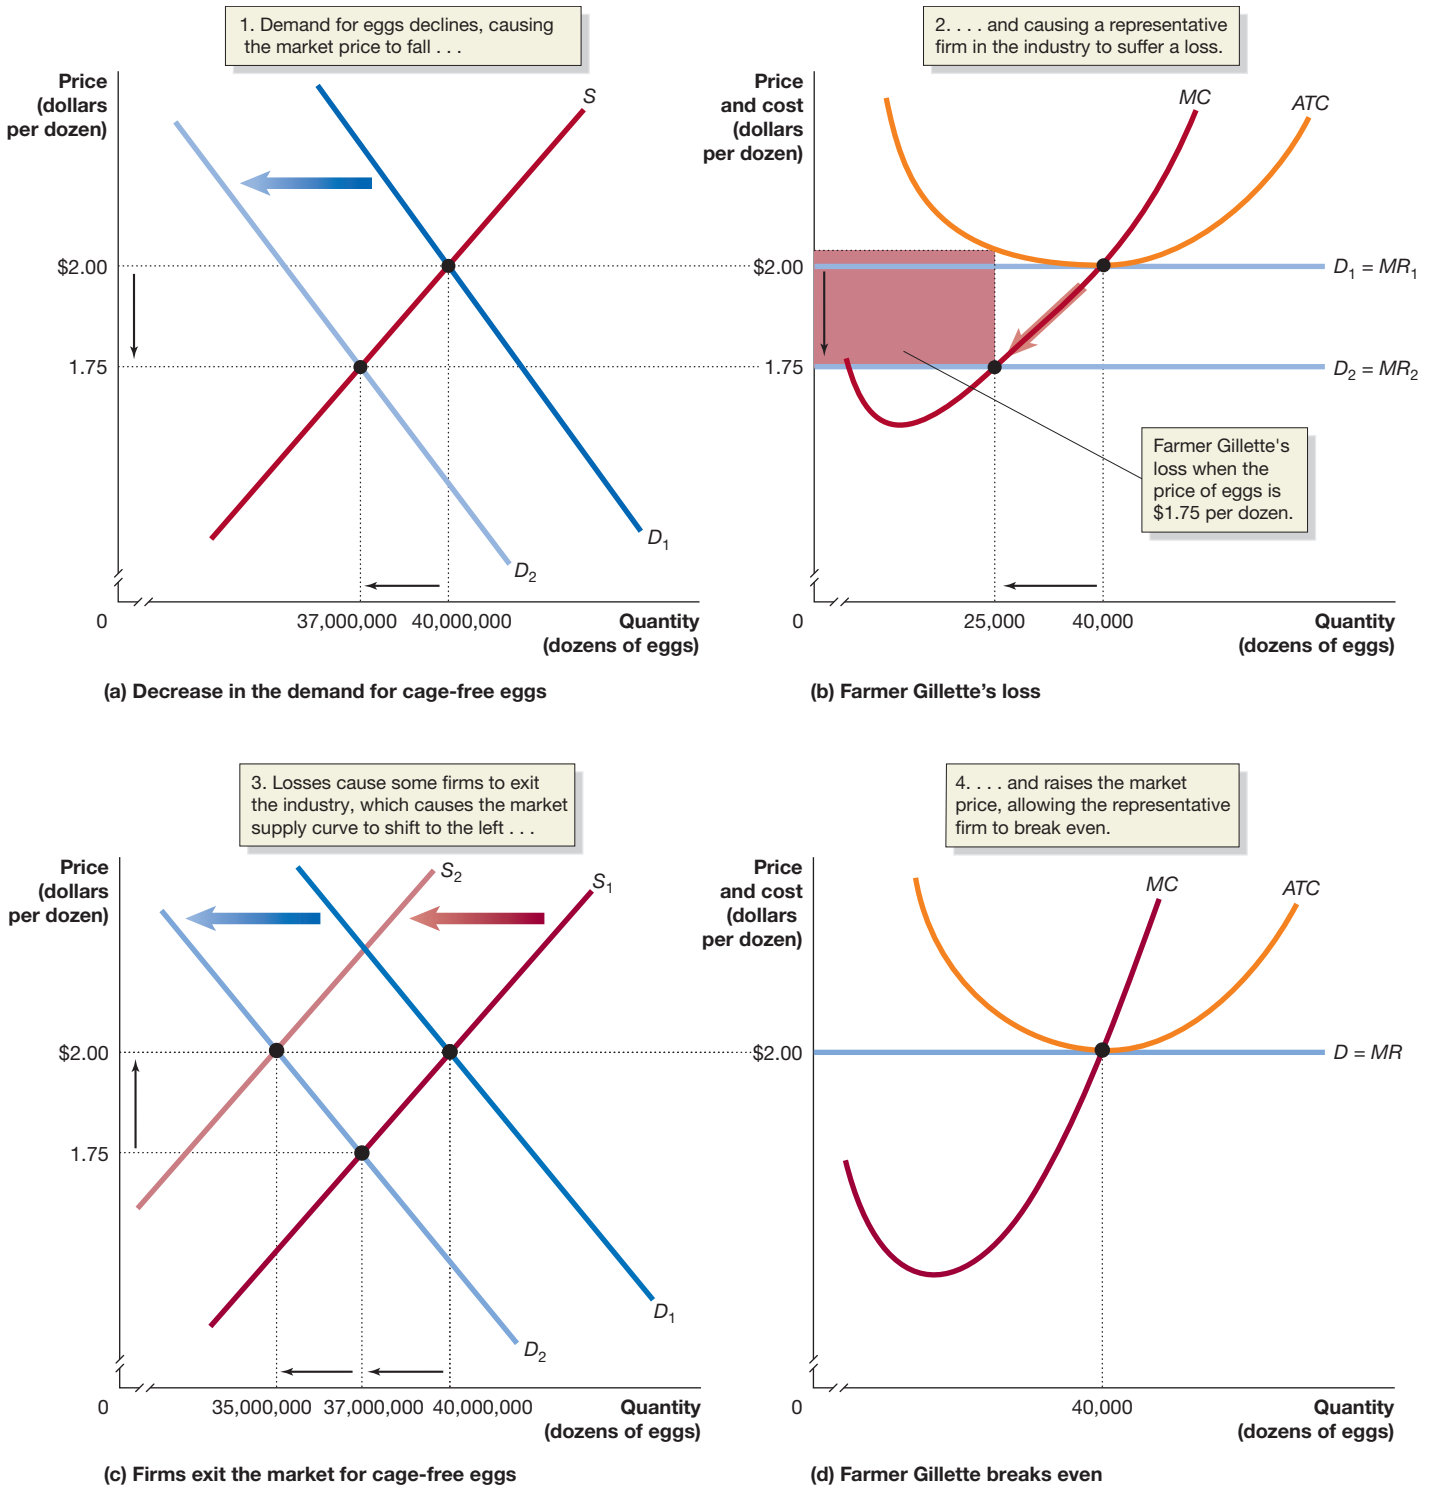 1. Demand for eggs declines, causing
the market price to fall . . .
Price
(dollars
per dozen)
S
$2.00
1.75
D1
D2
0
37,000,000
40,000,000
Quantity
(dozens of eggs)
(a) Decrease in the demand for cage-free eggs
2. . . . and causing a representative
firm in the industry to suffer a loss.
Price
and cost
(dollars
per dozen)
MC
ATC
$2.00
D1 = MR1
1.75
D2 = MR2
Farmer Gillette's
loss when the
price of eggs is
$1.75 per dozen.
0
25,000
40,000
Quantity
(dozens of eggs)
(b) Farmer Gillette’s loss
3. Losses cause some firms to exit
the industry, which causes the market
supply curve to shift to the left . . .
Price
(dollars
per dozen)
S2
S1
$2.00
1.75
D1
D2
0
35,000,000
37,000,000
40,000,000
Quantity
(dozens of eggs)
(c) Firms exit the market for cage-free eggs
4. . . . and raises the market
price, allowing the representative
firm to break even.
Price
and cost
(dollars
per dozen)
MC
ATC
$2.00
D = MR
0
40,000
Quantity
(dozens of eggs)
(d) Farmer Gillette breaks even